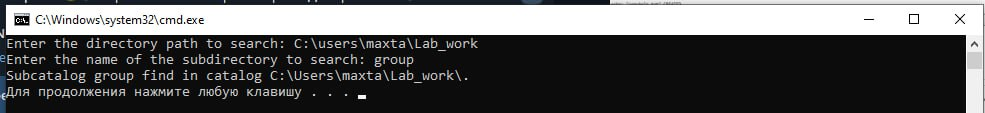 C:\Windows\system32\cmd.exe
Enter the directory path to search: C:\users\maxta\Lab_work
Enter the name of the subdirectory to search: group
Subcatalog group find in catalog C:\Users\maxta\Lab_work\.
Для продолжения нажмите любую клавишу . . .